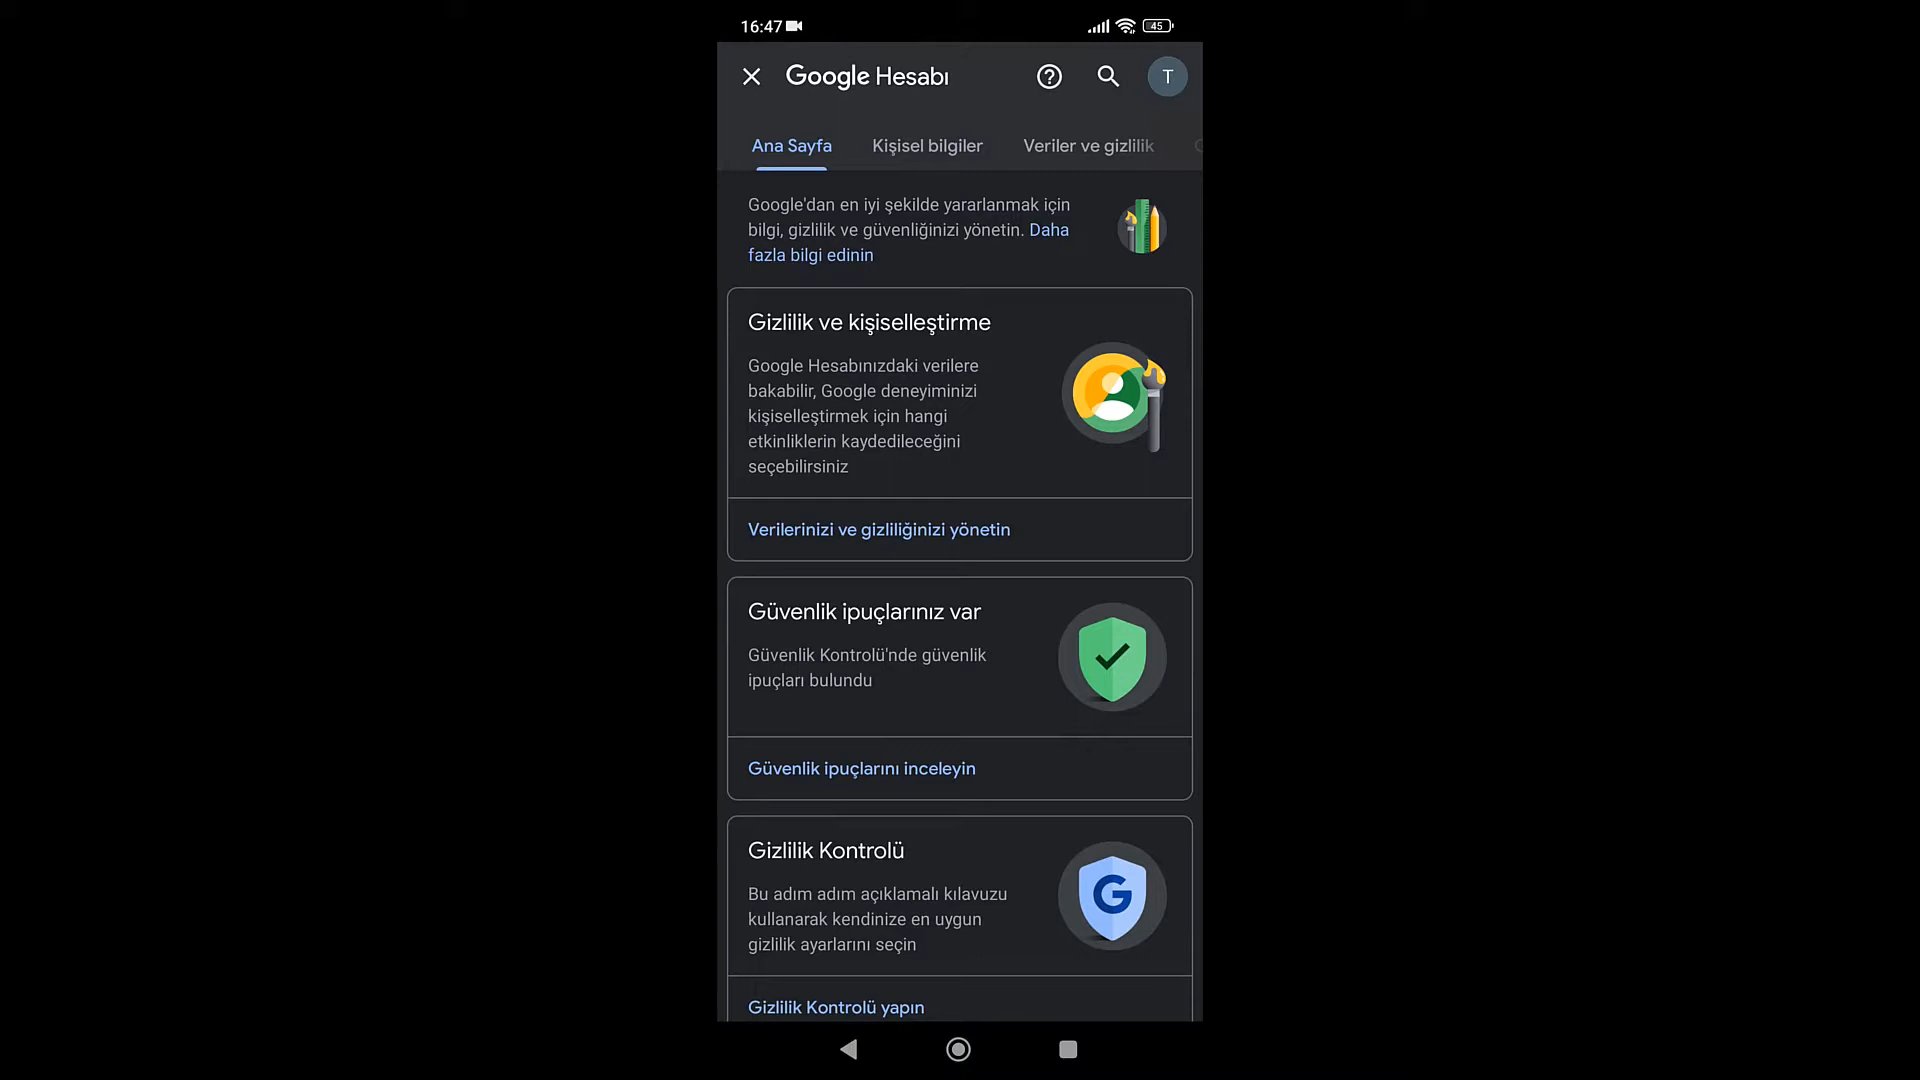 16:47
45
Google Hesabı
T
Ana Sayfa
Kişisel bilgiler
Veriler ve gizlilik
Google'dan en iyi şekilde yararlanmak için
bilgi, gizlilik ve güvenliğinizi yönetin. Daha
fazla bilgi edinin
Gizlilik ve kişiselleştirme
Google Hesabınızdaki verilere
bakabilir, Google deneyiminizi
kişiselleştirmek için hangi
etkinliklerin kaydedileceğini
seçebilirsiniz
Verilerinizi ve gizliliğinizi yönetin
Güvenlik ipuçlarınız var
Güvenlik Kontrolü'nde güvenlik
ipuçları bulundu
Güvenlik ipuçlarını inceleyin
Gizlilik Kontrolü
Bu adım adım açıklamalı kılavuzu
kullanarak kendinize en uygun
gizlilik ayarlarını seçin
G
Gizlilik Kontrolü yapın